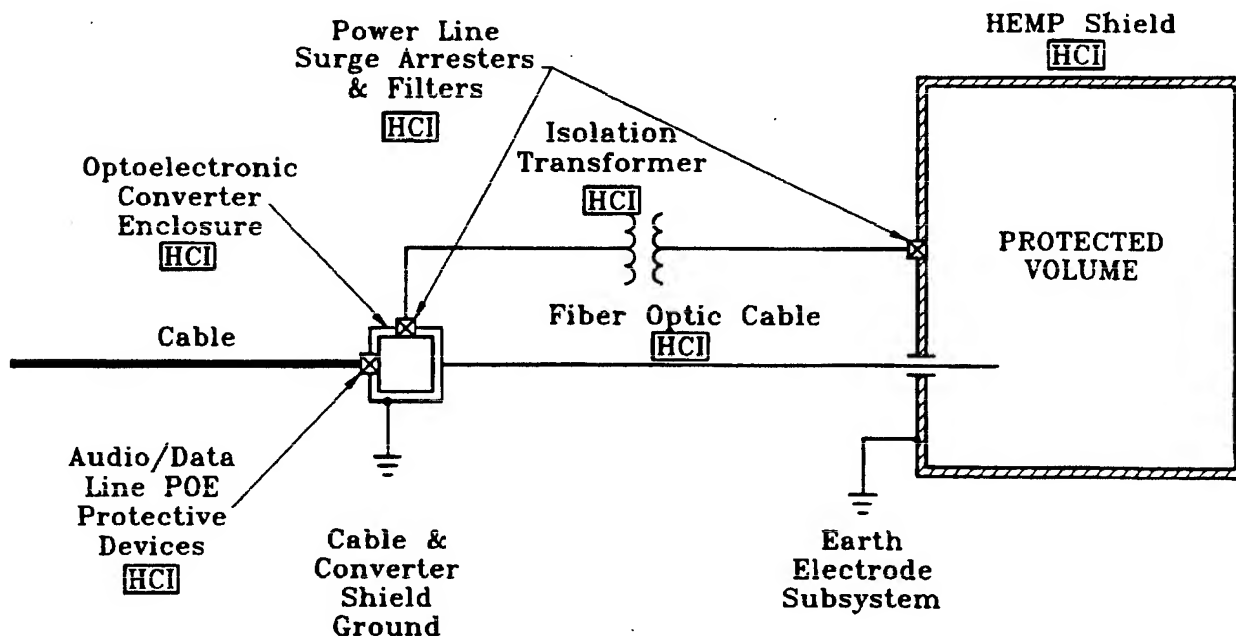 Power Line
Surge Arresters
& Filters
HCI
HEMP Shield
HCI
Isolation
Transformer
HCI
Optoelectronic
Converter
Enclosure
HCI
PROTECTED
VOLUME
Cable
Fiber Optic Cable
HCI
Audio/Data
Line POE
Protective
Devices
HCI
Cable &
Converter
Shield
Ground
Earth
Electrode
Subsystem